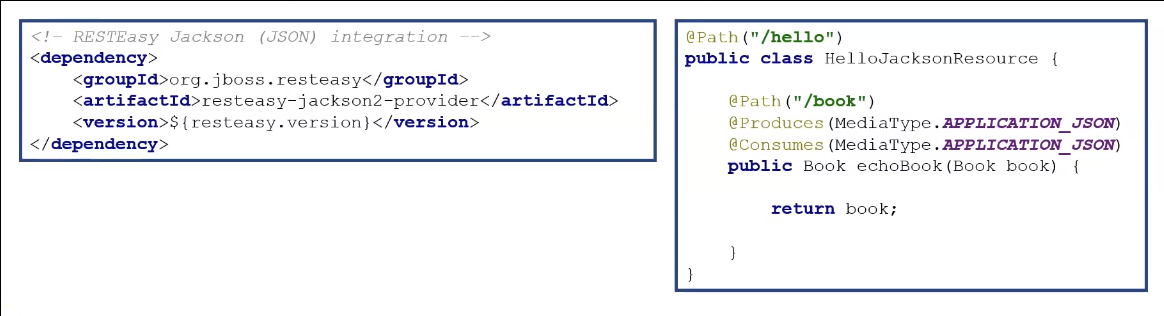 <!- RESTEasy Jackson (JSON) integration -->
<dependency>
    <groupId>org.jboss.resteasy</groupId>
    <artifactId>resteasy-jackson2-provider</artifactId>
    <version>${resteasy.version}</version>
</dependency>
@Path("/hello")
public class HelloJacksonResource {
    @Path("/book")
    @Produces(MediaType.APPLICATION_JSON)
    @Consumes(MediaType.APPLICATION_JSON)
    public Book echoBook(Book book) {
        return book;
    }
}